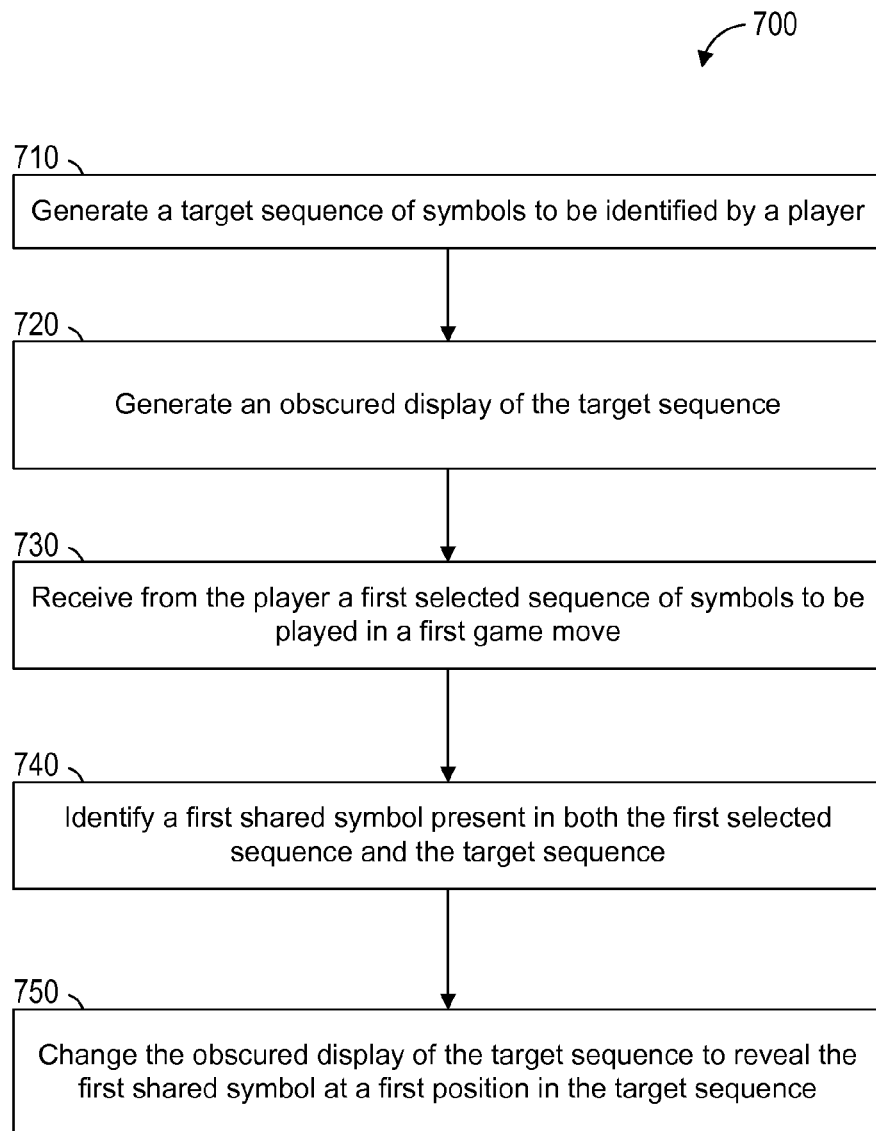 700
710
Generate a target sequence of symbols to be identified by a player
720
Generate an obscured display of the target sequence
730
Receive from the player a first selected sequence of symbols to be
played in a first game move
740
Identify a first shared symbol present in both the first selected
sequence and the target sequence
750
Change the obscured display of the target sequence to reveal the
first shared symbol at a first position in the target sequence